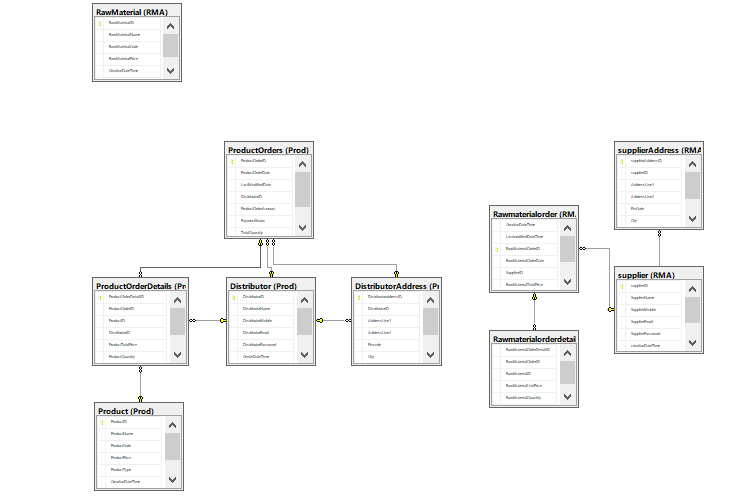 RawMaterial (RMA)
RawMaterialID
RawMaterialName
RawMaterialCode
RawMaterialPrice
CreationDateTime
ProductOrders (Prod)
ProductOrderID
ProductOrderDate
LastModifiedDate
DistributorID
ProductOrderAmount
PaymentStatus
TotalQuantity
supplierAddress (RMA
supplierAddressID
supplierID
AddressLine1
AddressLine2
PinCode
City
Rawmaterialorder (RM.
CreationDateTime
LastmodifiedDateTime
RawMaterialOrderID
RawMaterialOrderDate
SupplierID
RawMaterialTotalPrice
supplier (RMA)
supplierID
SupplierName
SupplierMobile
SupplierEmail
SupplierPassword
creationDateTime
ProductOrderDetails (Pr
ProductOrderDetailID
ProductOrderID
ProductID
DistributorID
ProductTotalPrice
ProductQuantity
Distributor (Prod)
DistributorID
DistributorName
DistributorMobile
DistributorEmail
DistributorPassword
CreateDateTime
DistributorAddress (Pr
DistributoraddressID
DistributorID
AddressLine1
AddressLine2
Pincode
City
Rawmaterialorderdetai
RawMaterialOrderDetailID
RawMaterialOrderID
RawMaterialID
RawMaterialUnitPrice
RawMaterialQuantity
Product (Prod)
ProductID
ProductName
ProductCode
ProductPrice
ProductType
CreationDateTime